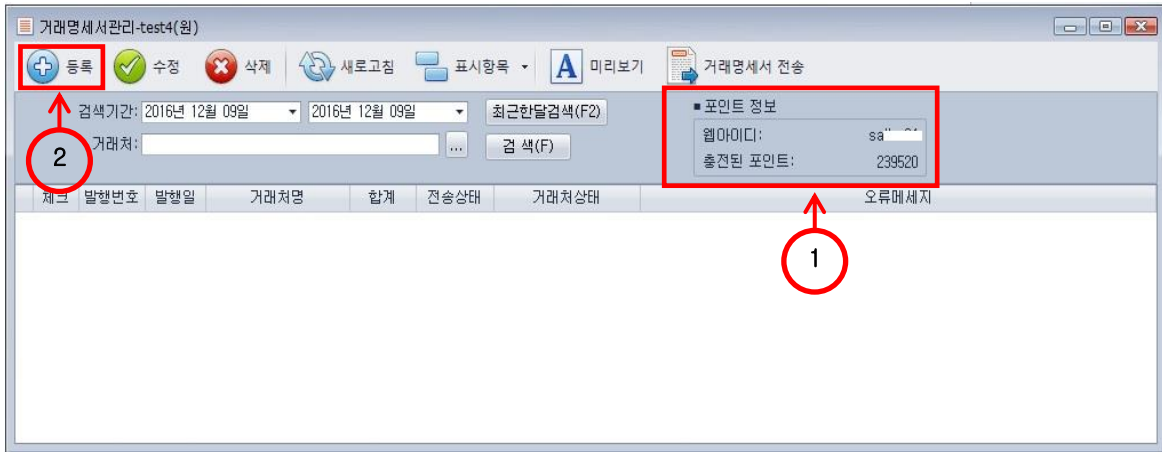 거래명세서관리-test4(원)
등록 수정 삭제 새로고침 표시항목 A 미리보기 거래명세서 전송
검색기간: 2016년 12월 09일 2016년 12월 09일 최근한달검색(F2)
거래처: ... 검 색(F)
■ 포인트 정보
웹아이디: sa
충전된 포인트: 239520
2
체크 발행번호 발행일 거래처명 합계 전송상태 거래처상태 오류메세지
1